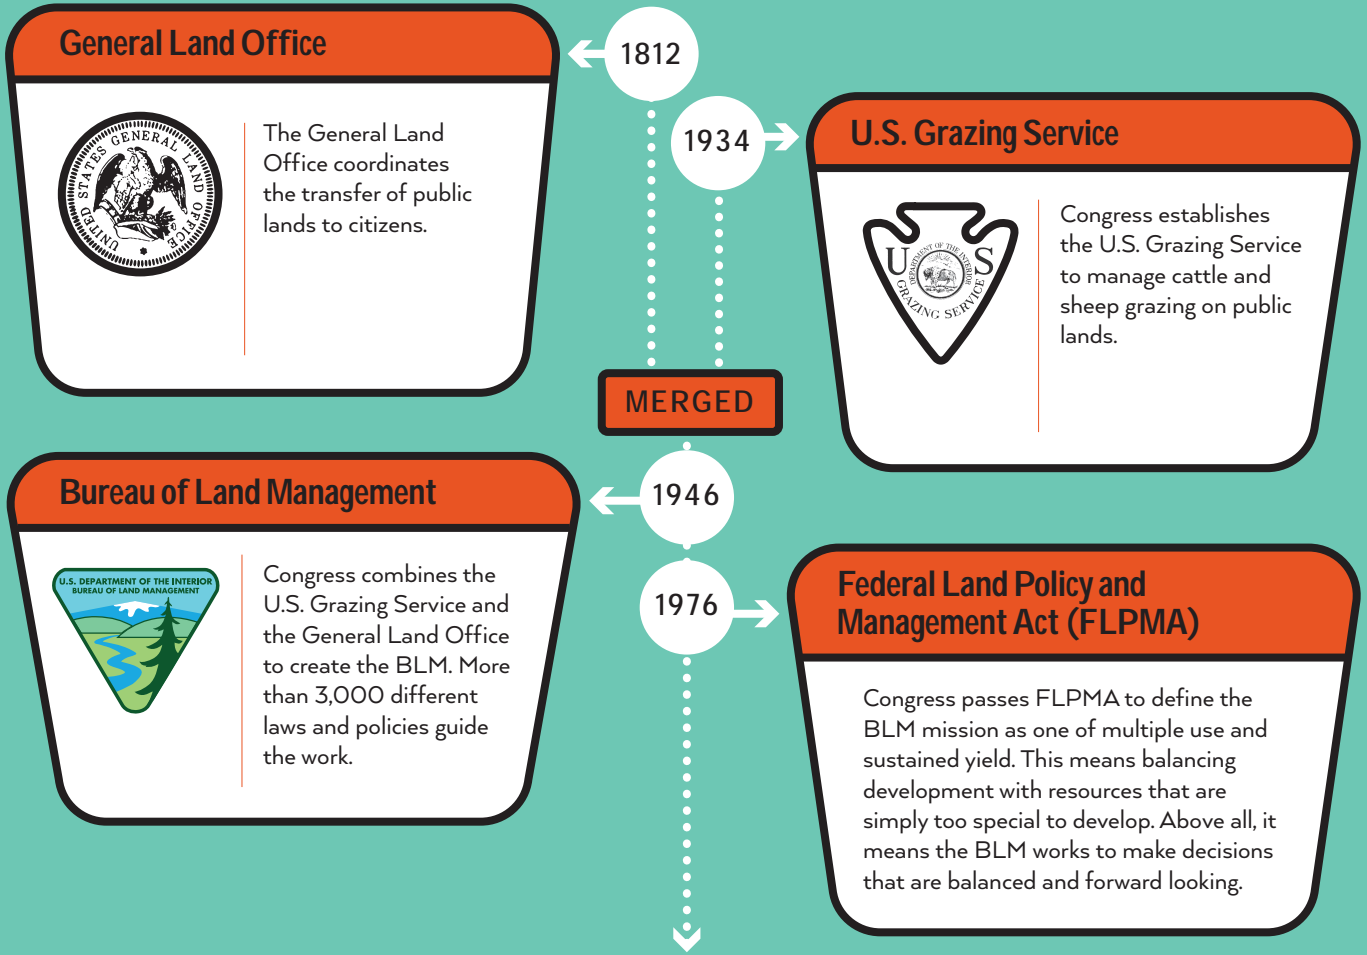 General Land Office
1812
UNITED STATES GENERAL LAND OFFICE
The General Land
Office coordinates
the transfer of public
lands to citizens.
1934
U.S. Grazing Service
U S
DEPARTMENT OF THE INTERIOR
GRAZING SERVICE
Congress establishes
the U.S. Grazing Service
to manage cattle and
sheep grazing on public
lands.
MERGED
1946
Bureau of Land Management
U.S. DEPARTMENT OF THE INTERIOR
BUREAU OF LAND MANAGEMENT
Congress combines the
U.S. Grazing Service and
the General Land Office
to create the BLM. More
than 3,000 different
laws and policies guide
the work.
1976
Federal Land Policy and
Management Act (FLPMA)
Congress passes FLPMA to define the
BLM mission as one of multiple use and
sustained yield. This means balancing
development with resources that are
simply too special to develop. Above all, it
means the BLM works to make decisions
that are balanced and forward looking.